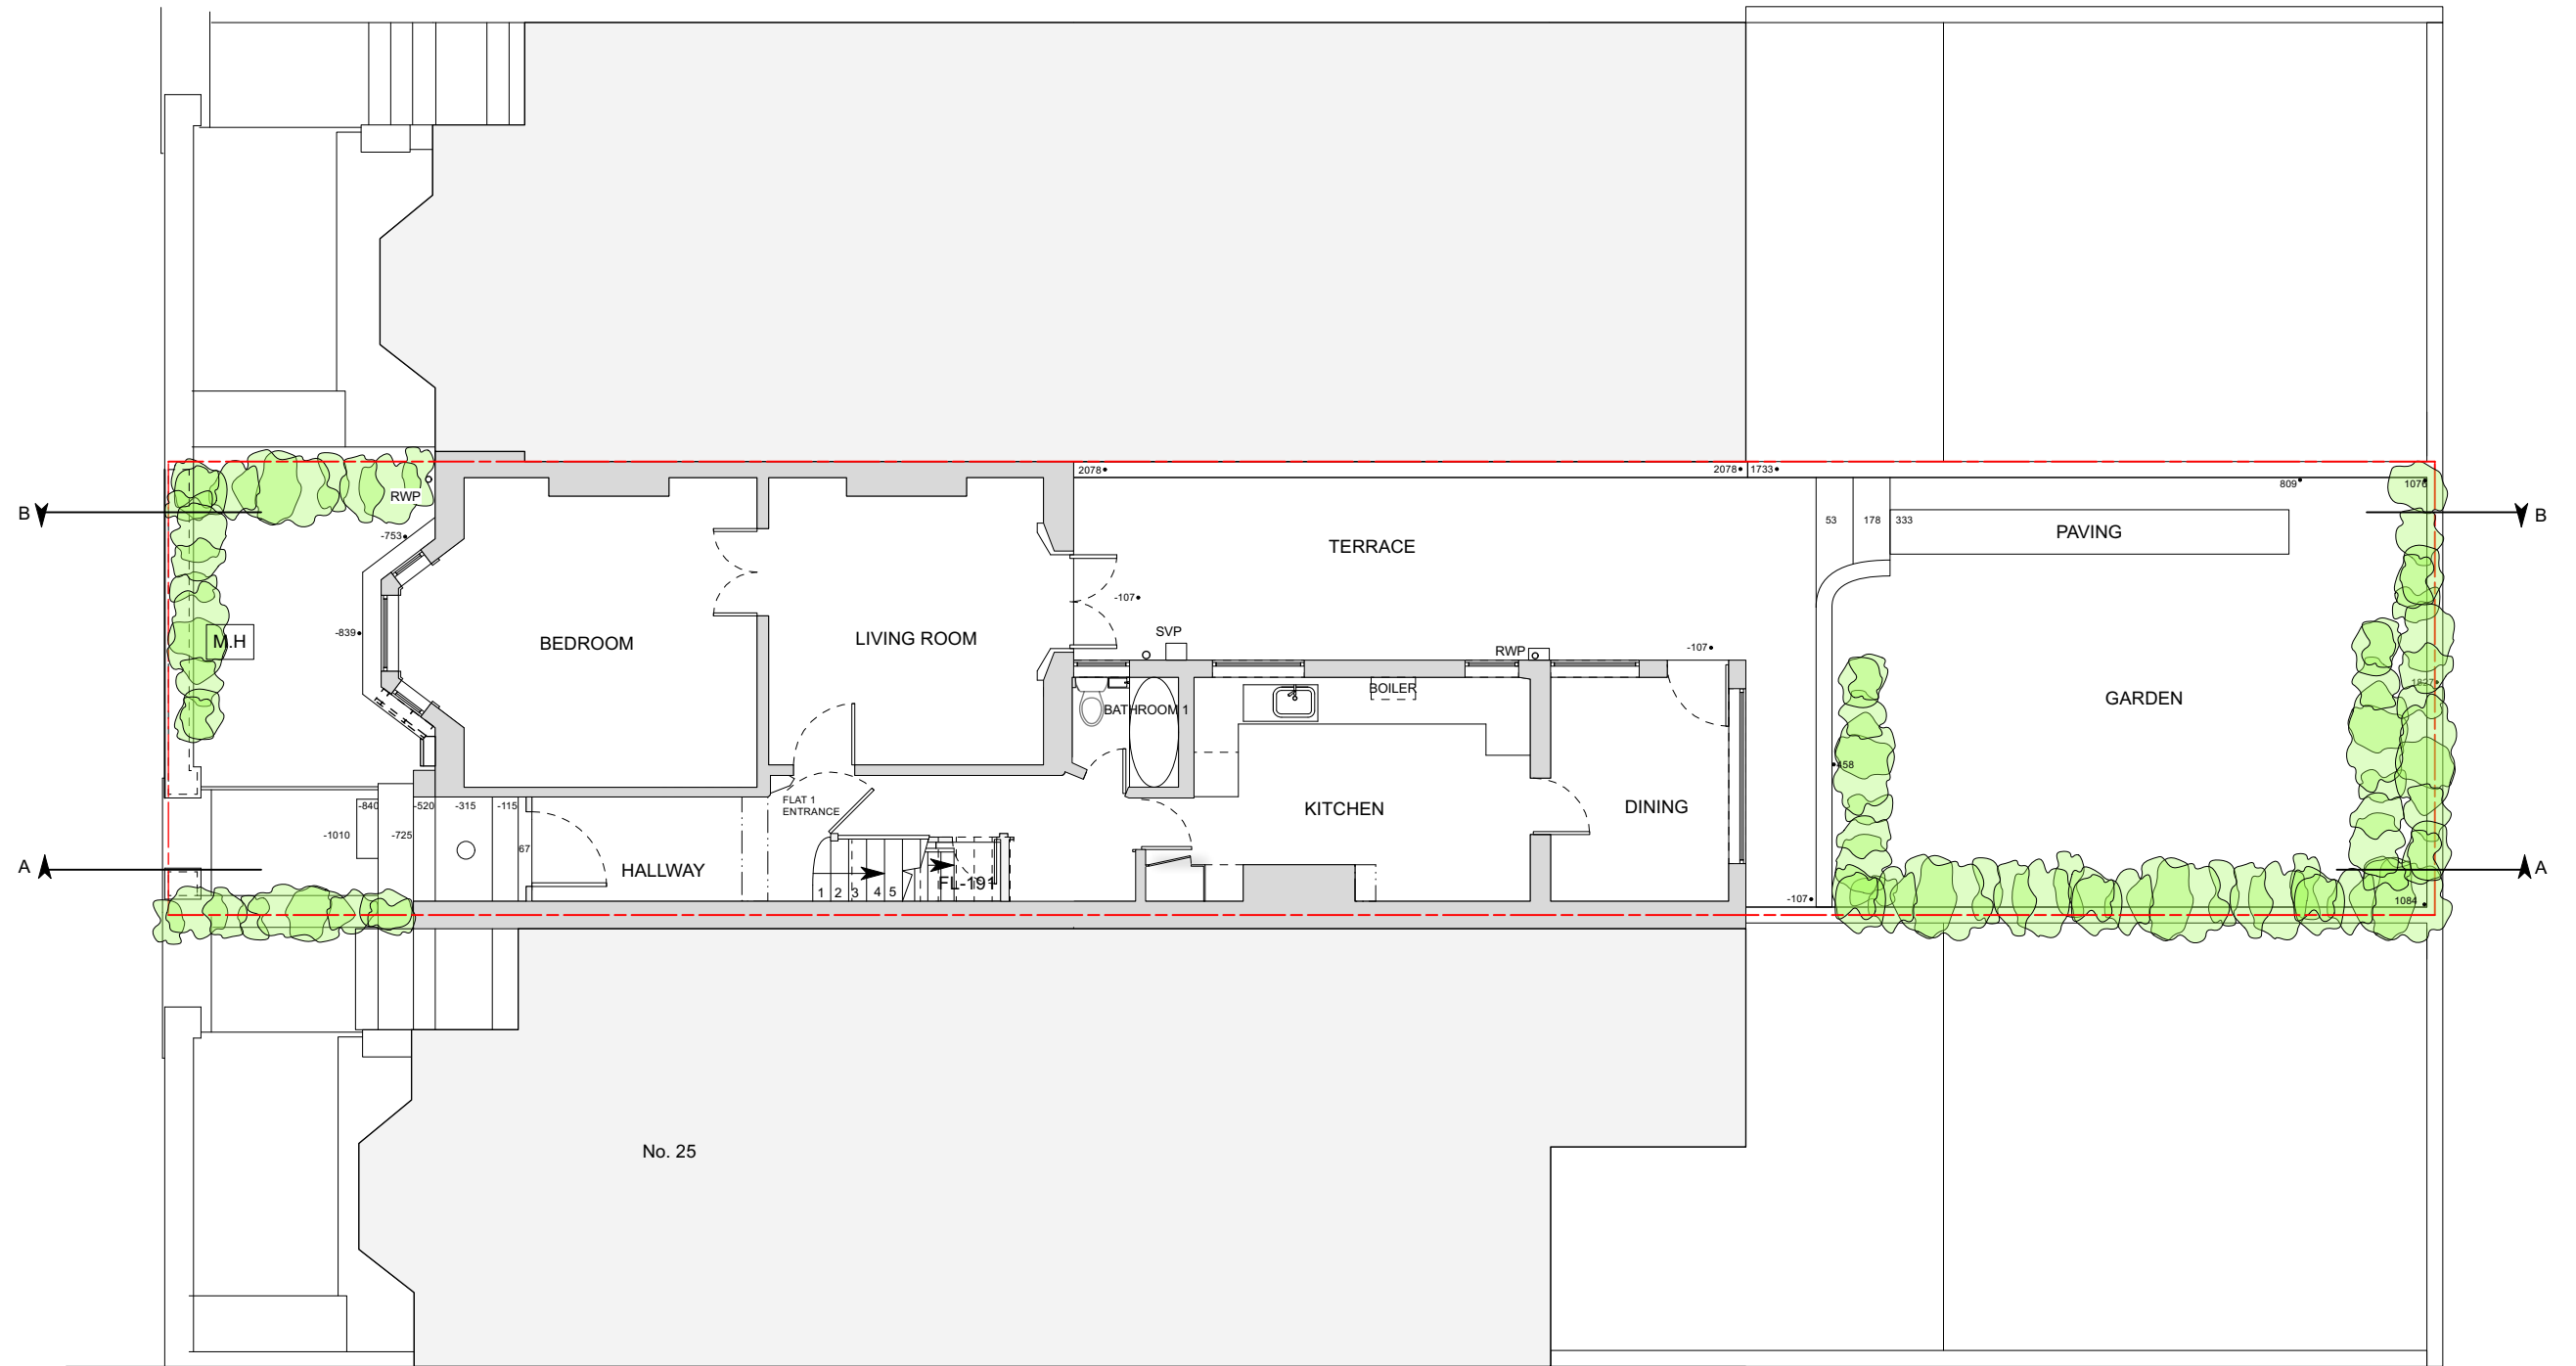 2078
2078
1733
809
1076
RWP
B
B
53
178
333
-753
PAVING
TERRACE
-107
-839
M.H
BEDROOM
LIVING ROOM
SVP
RWP
-107
BOILER
1827
GARDEN
BATHROOM 1
458
FLAT 1
ENTRANCE
-840
-520
-315
-115
KITCHEN
DINING
-1010
-725
67
A
A
HALLWAY
FL-191
1
2
3
4
5
-107
1084
No. 25